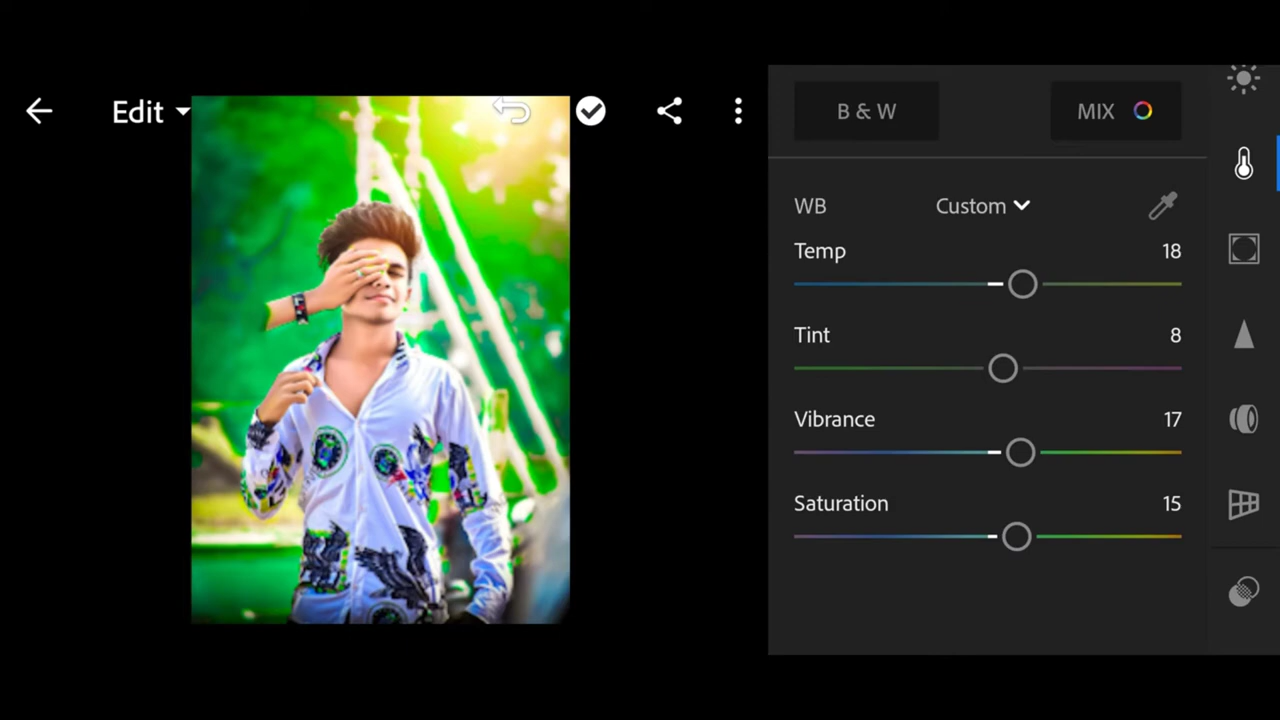 Edit
B & W
MIX
WB
Custom
Temp 18
Tint 8
Vibrance 17
Saturation 15